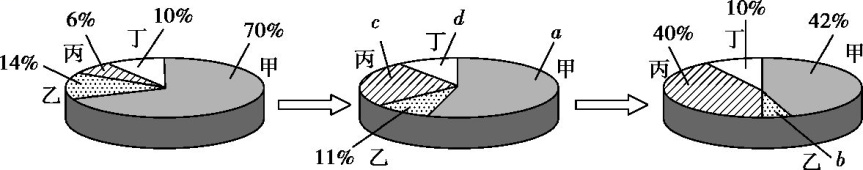 6% 10% 70%
丙 丁 甲
14%
乙
c d a
丙 丁 甲
11% 乙
10% 42%
40% 丁 甲
丙
乙 b